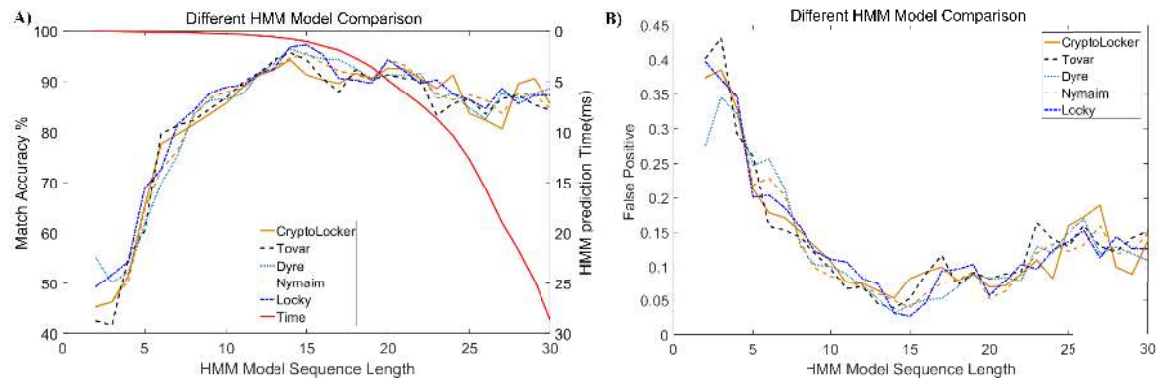 A)
Different HMM Model Comparison
100
90
80
70
60
50
40
Match Accuracy %
0
5
10
15
20
25
30
HMM prediction Time(ms)
CryptoLocker
Tovar
Dyre
Nymaim
Locky
Time
0
5
10
15
20
25
30
HMM Model Sequence Length
B)
Different HMM Model Comparison
0.45
0.4
0.35
0.3
0.25
0.2
0.15
0.1
0.05
0
False Positive
CryptoLocker
Tovar
Dyre
Nymaim
Locky
0
5
10
15
20
25
30
HMM Model Sequence Length